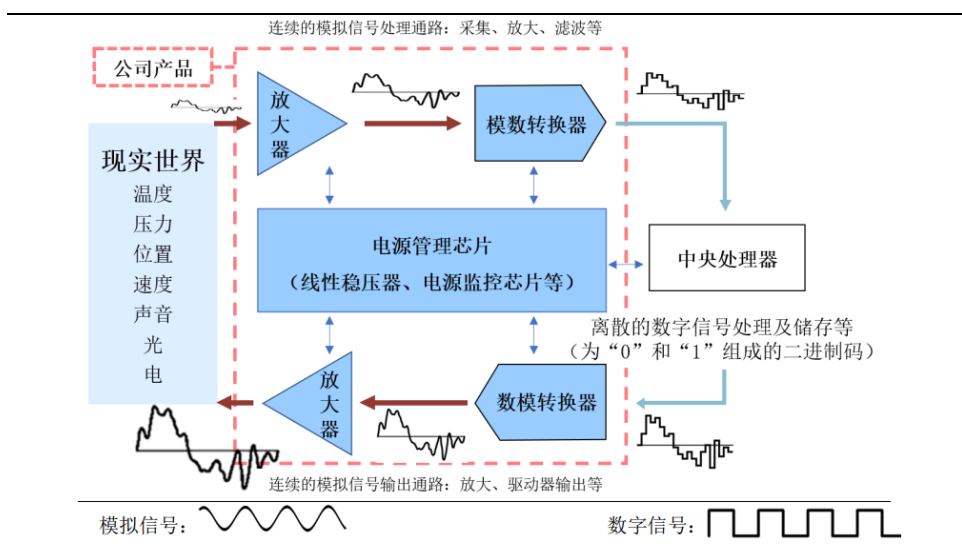 连续的模拟信号处理通路：采集、放大、滤波等
公司产品
放
大
器
模数转换器
现实世界
温度
压力
位置
速度
声音
光
电
电源管理芯片
（线性稳压器、电源监控芯片等）
中央处理器
离散的数字信号处理及储存等
（为“0”和“1”组成的二进制码）
放
大
器
数模转换器
连续的模拟信号输出通路：放大、驱动器输出等
模拟信号：
数字信号：